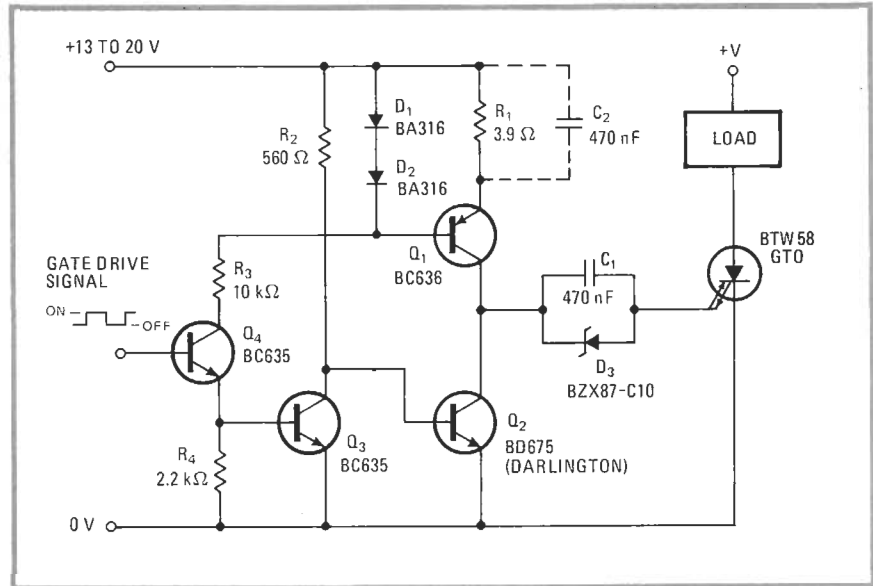 +13 TO 20 V
+V
D1
BA316
R1
3.9 Ω
C2
470 nF
R2
560 Ω
LOAD
D2
BA316
BTW 58
GTO
Q1
BC636
C1
470 nF
GATE DRIVE
SIGNAL
R3
10 kΩ
ON
OFF
Q4
BC635
D3
BZX87-C10
Q2
BD675
(DARLINGTON)
Q3
BC635
R4
2.2 kΩ
0 V